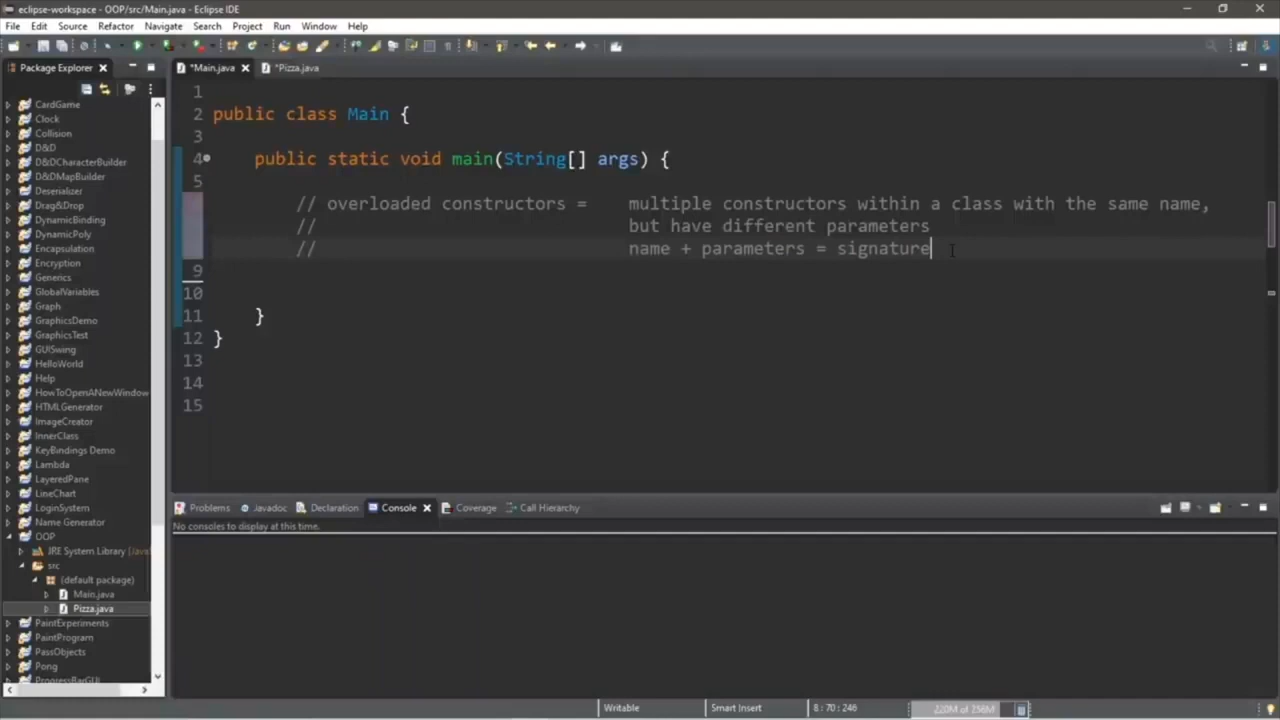 eclipse-workspace - OOP/src/Main.java - Eclipse IDE
File Edit Source Refactor Navigate Search Project Run Window Help
Package Explorer
*Main.java
*Pizza.java
CardGame
Clock
Collision
D&D
D&DCharacterBuilder
D&DMapBuilder
Deserializer
Drag&Drop
DynamicBinding
DynamicPoly
Encapsulation
Encryption
Generics
GlobalVariables
Graph
GraphicsDemo
GraphicsTest
GUISwing
HelloWorld
Help
HowToOpenANewWindow
HTMLGenerator
ImageCreator
InnerClass
KeyBindings Demo
Lambda
LayeredPane
LineChart
LoginSystem
Name Generator
OOP
JRE System Library [Java
src
(default package)
Main.java
Pizza.java
PaintExperiments
PaintProgram
PassObjects
Pong
ProgressBarGUI
1
2 public class Main {
3
4 public static void main(String[] args) {
5
// overloaded constructors = multiple constructors within a class with the same name,
// but have different parameters
// name + parameters = signature
9
10
11 }
12 }
13
14
15
Problems Javadoc Declaration Console Coverage Call Hierarchy
No consoles to display at this time.
Writable Smart Insert 8 : 70 : 246 220M of 256M